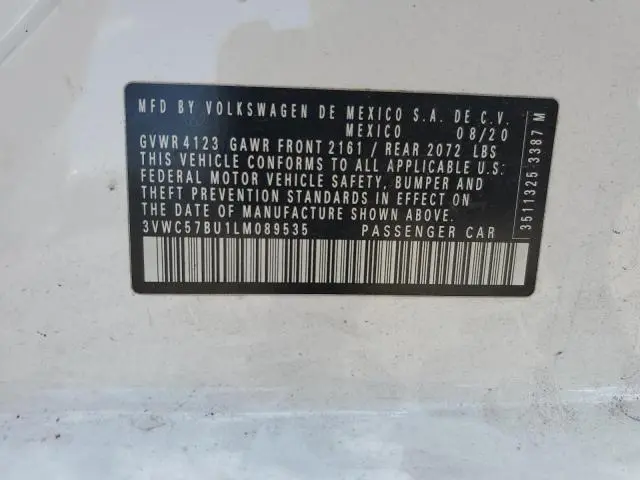 MFD BY VOLKSWAGEN DE MEXICO S.A. DE C.V.
MEXICO 08/20
GVWR 4123 GAWR FRONT 2161 / REAR 2072 LBS
THIS VEHICLE CONFORMS TO ALL APPLICABLE U.S.
FEDERAL MOTOR VEHICLE SAFETY, BUMPER AND
THEFT PREVENTION STANDARDS IN EFFECT ON
THE DATE OF MANUFACTURE SHOWN ABOVE.
3VWC57BU1LM089535 PASSENGER CAR
3511325-3387 M